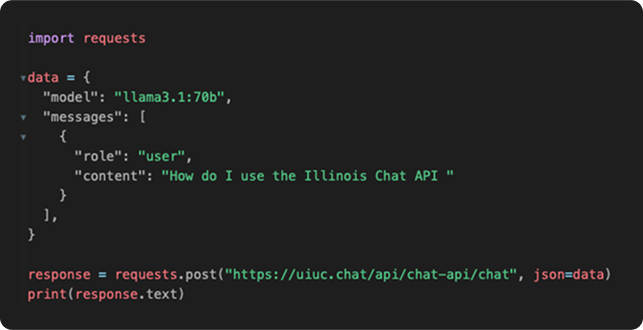 import requests
data = {
"model": "llama3.1:70b",
"messages": [
{
"role": "user",
"content": "How do I use the Illinois Chat API "
}
],
}
response = requests.post("https://uiuc.chat/api/chat-api/chat", json=data)
print(response.text)